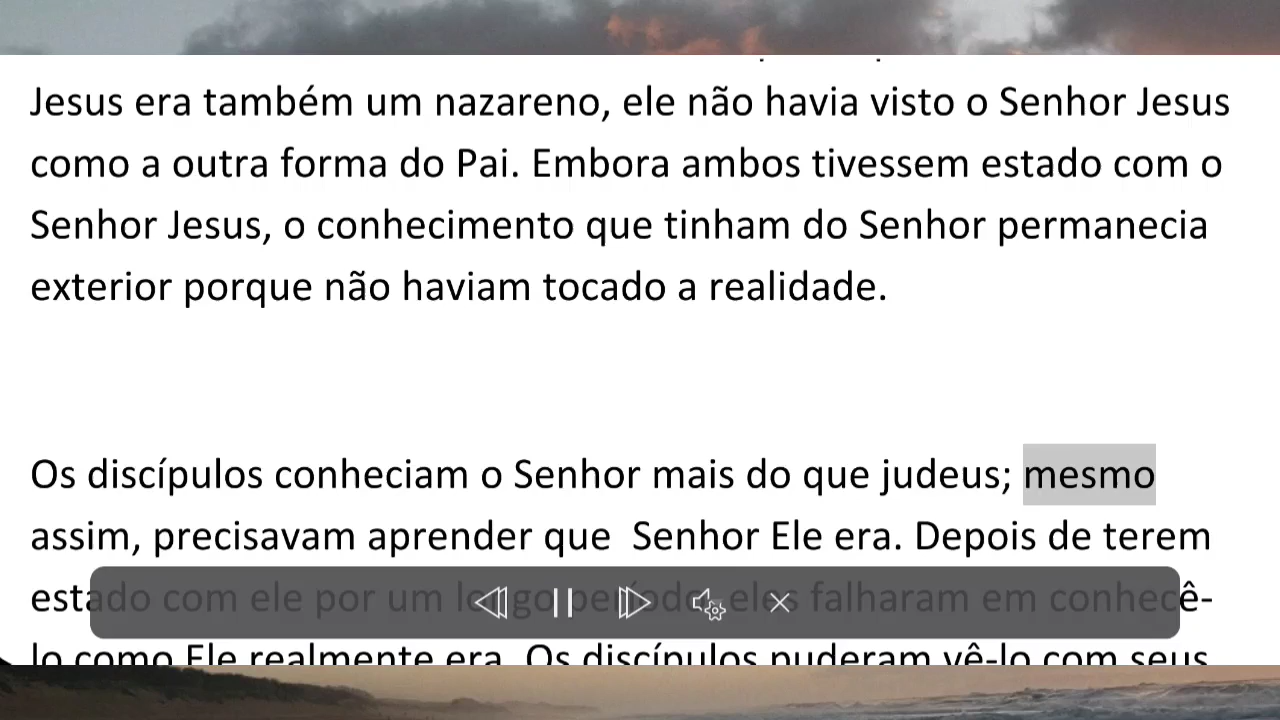 Jesus era também um nazareno, ele não havia visto o Senhor Jesus
como a outra forma do Pai. Embora ambos tivessem estado com o
Senhor Jesus, o conhecimento que tinham do Senhor permanecia
exterior porque não haviam tocado a realidade.
Os discípulos conheciam o Senhor mais do que judeus; mesmo
assim, precisavam aprender que  Senhor Ele era. Depois de terem
estado com ele por um longo período, eles falharam em conhecê-
lo como Ele realmente era. Os discípulos puderam vê-lo com seus